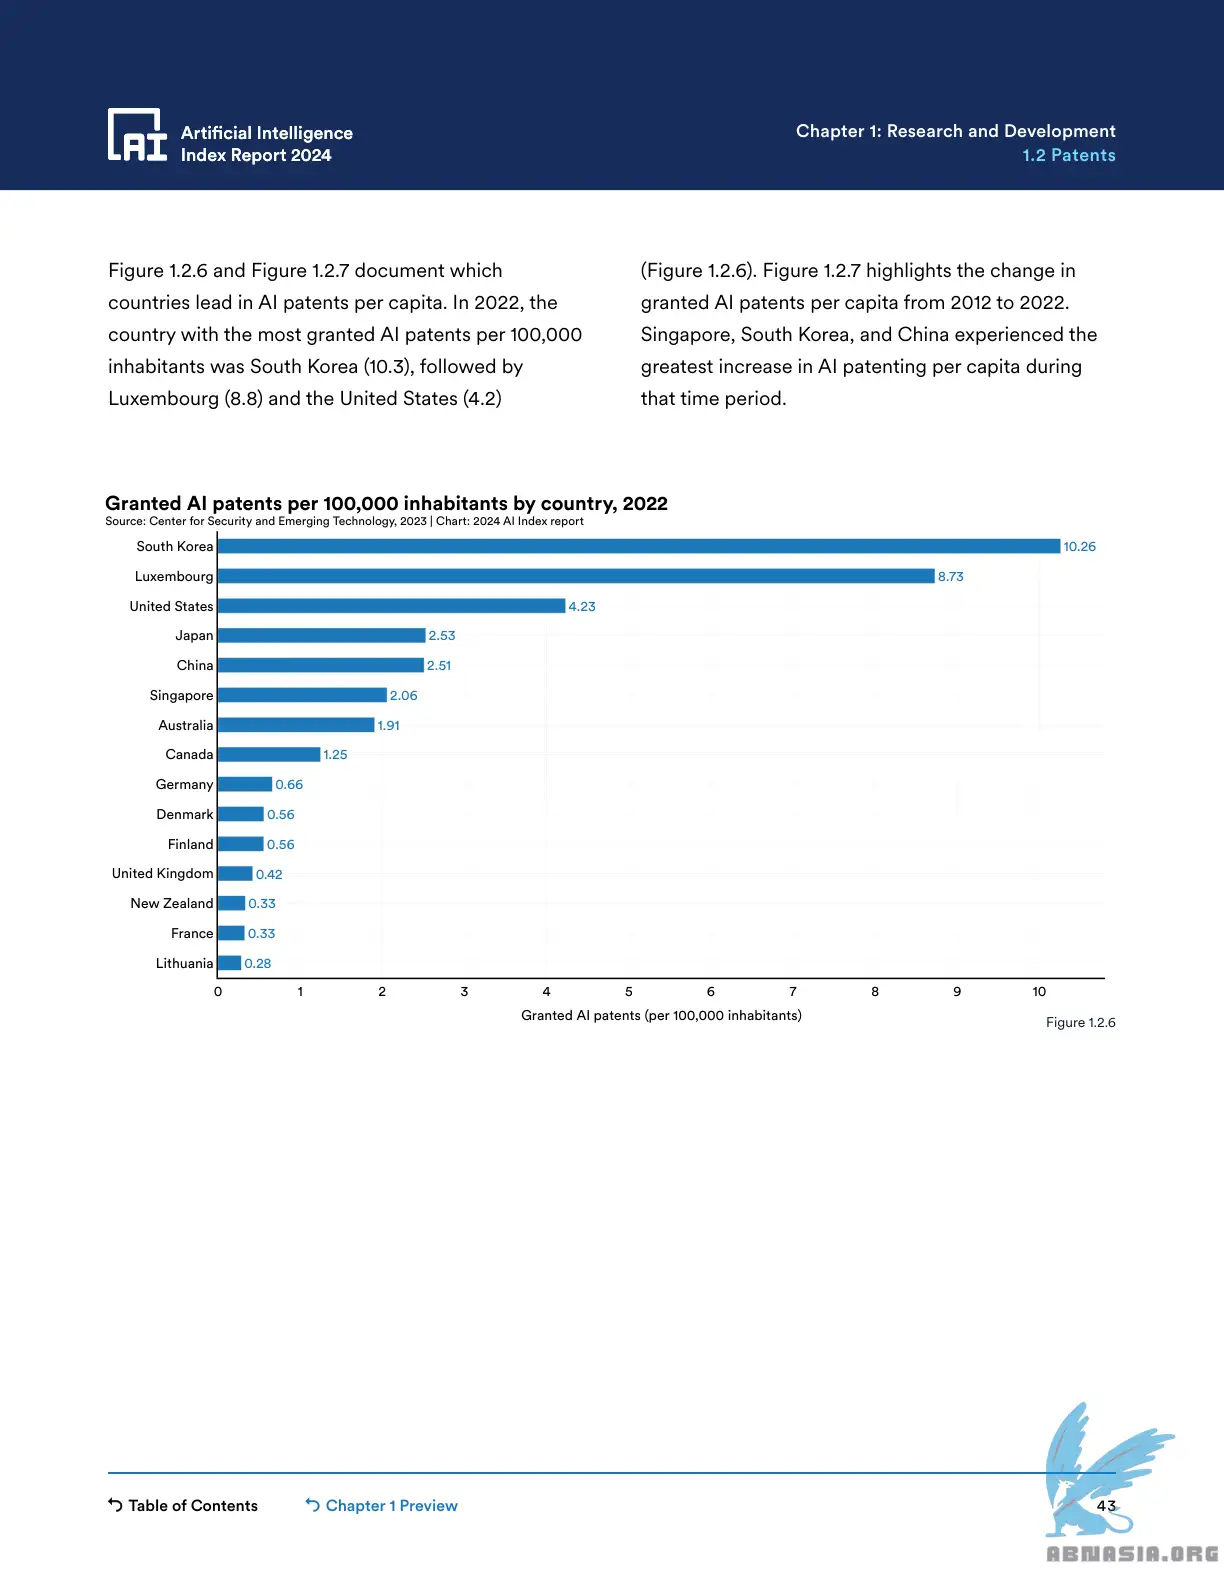 Artificial Intelligence
Index Report 2024
Chapter 1: Research and Development
1.2 Patents
Figure 1.2.6 and Figure 1.2.7 document which
countries lead in AI patents per capita. In 2022, the
country with the most granted AI patents per 100,000
inhabitants was South Korea (10.3), followed by
Luxembourg (8.8) and the United States (4.2)
(Figure 1.2.6). Figure 1.2.7 highlights the change in
granted AI patents per capita from 2012 to 2022.
Singapore, South Korea, and China experienced the
greatest increase in AI patenting per capita during
that time period.
Granted AI patents per 100,000 inhabitants by country, 2022
Source: Center for Security and Emerging Technology, 2023 | Chart: 2024 AI Index report
South Korea 10.26
Luxembourg 8.73
United States 4.23
Japan 2.53
China 2.51
Singapore 2.06
Australia 1.91
Canada 1.25
Germany 0.66
Denmark 0.56
Finland 0.56
United Kingdom 0.42
New Zealand 0.33
France 0.33
Lithuania 0.28
0 1 2 3 4 5 6 7 8 9 10
Granted AI patents (per 100,000 inhabitants)
Figure 1.2.6
Table of Contents
Chapter 1 Preview
43
ABNASIA.ORG